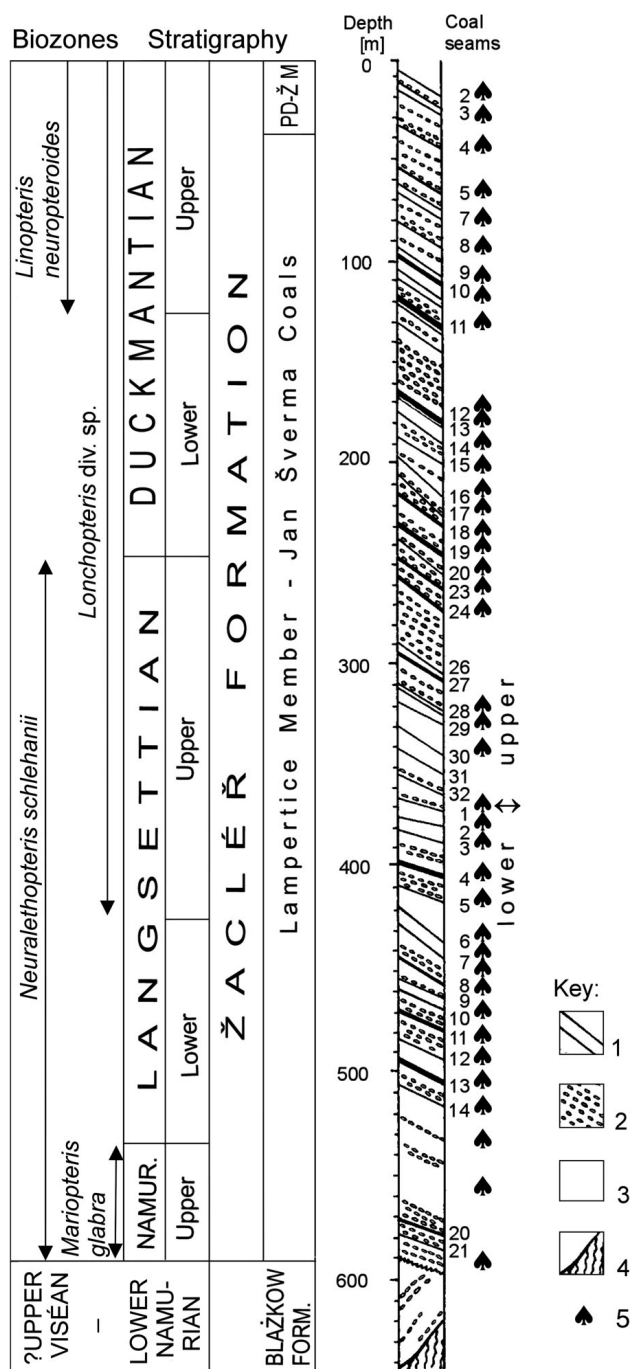 Biozones
Stratigraphy
Depth
[m]
Coal
seams
Linopteris
neuropteroides
Lonchopteris div. sp.
Neuralethopteris schlehanii
Mariopteris
glabra
?UPPER
VISÉAN
–
LOWER
NAMU-
RIAN
DUCKMANTIAN
Upper
Lower
LANGSETTIAN
Upper
Lower
NAMUR.
Upper
ŽACLÉŘ FORMATION
PD-Ž M
Lampertice Member - Jan Šverma Coals
BLAŻKOW
FORM.
0
100
200
300
400
500
600
2
3
4
5
7
8
9
10
11
12
13
14
15
16
17
18
19
20
23
24
26
27
28
29
30
31
32
1
2
3
4
5
6
7
8
9
10
11
12
13
14
20
21
upper
↔
lower
Key:
1
2
3
4
5